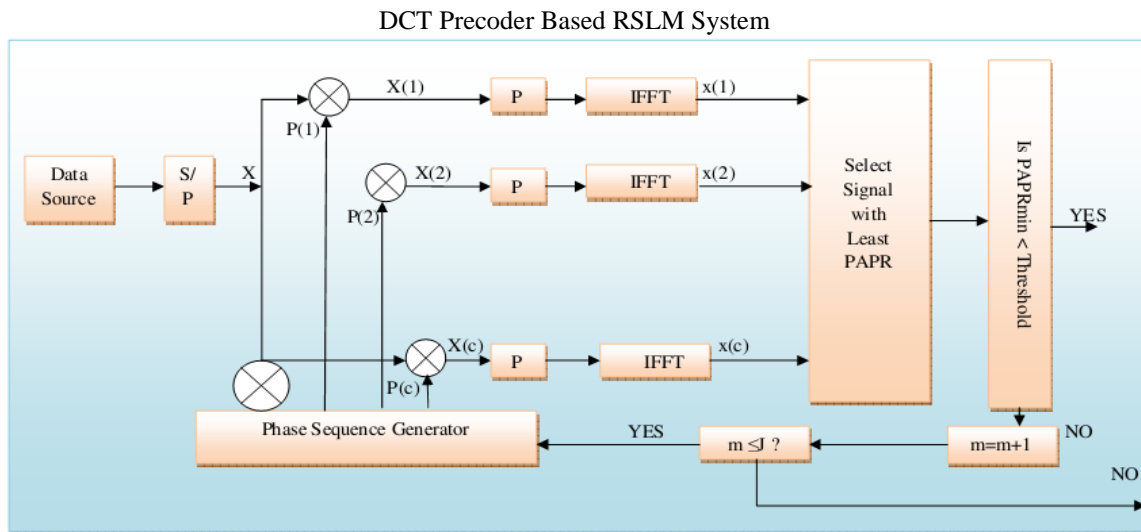 DCT Precoder Based RSLM System
Data
Source
S/
P
X
P(1)
X(1)
P
IFFT
x(1)
P(2)
X(2)
P
IFFT
x(2)
P(c)
X(c)
P
IFFT
x(c)
Select
Signal
with
Least
PAPR
Is PAPRmin < Threshold
YES
Phase Sequence Generator
YES
m ≤J ?
m=m+1
NO
NO